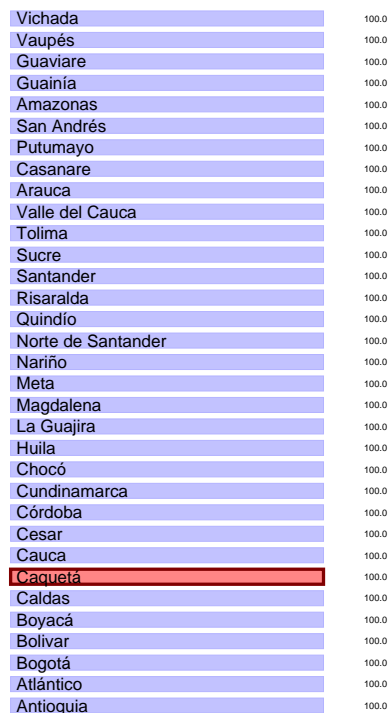 Vichada 100.0
Vaupés 100.0
Guaviare 100.0
Guainía 100.0
Amazonas 100.0
San Andrés 100.0
Putumayo 100.0
Casanare 100.0
Arauca 100.0
Valle del Cauca 100.0
Tolima 100.0
Sucre 100.0
Santander 100.0
Risaralda 100.0
Quindío 100.0
Norte de Santander 100.0
Nariño 100.0
Meta 100.0
Magdalena 100.0
La Guajira 100.0
Huila 100.0
Chocó 100.0
Cundinamarca 100.0
Córdoba 100.0
Cesar 100.0
Cauca 100.0
Caquetá 100.0
Caldas 100.0
Boyacá 100.0
Bolivar 100.0
Bogotá 100.0
Atlántico 100.0
Antioquia 100.0